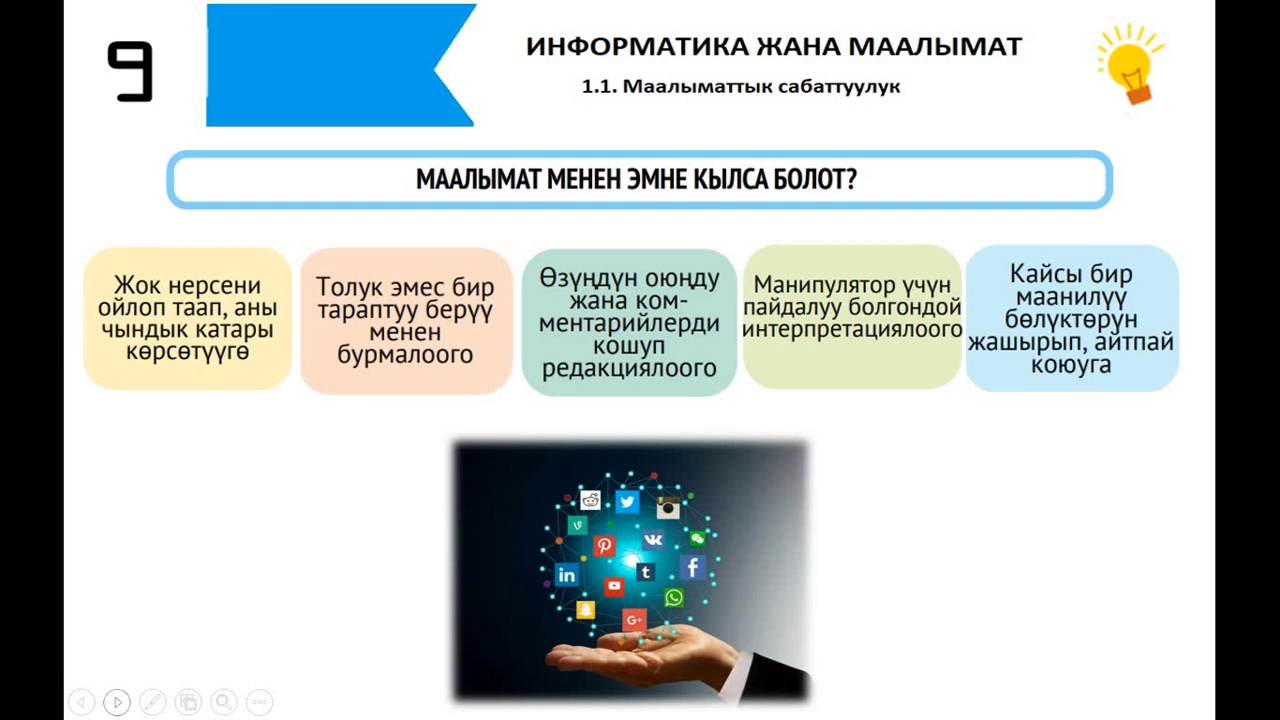 9
ИНФОРМАТИКА ЖАНА МААЛЫМАТ
1.1. Маалыматтык сабаттуулук
МААЛЫМАТ МЕНЕН ЭМНЕ КЫЛСА БОЛОТ?
Жок нерсени
ойлоп таап, аны
чындык катары
көрсөтүүгө
Толук эмес бир
тараптуу берүү
менен
бурмалоого
Өзүңдүн оюңду
жана ком-
ментарийлерди
кошуп
редакциялоого
Манипулятор үчүн
пайдалуу болгондой
интерпретациялоого
Кайсы бир
маанилүү
бөлүктөрүн
жашырып, айтпай
коюуга
in
t
f
G+